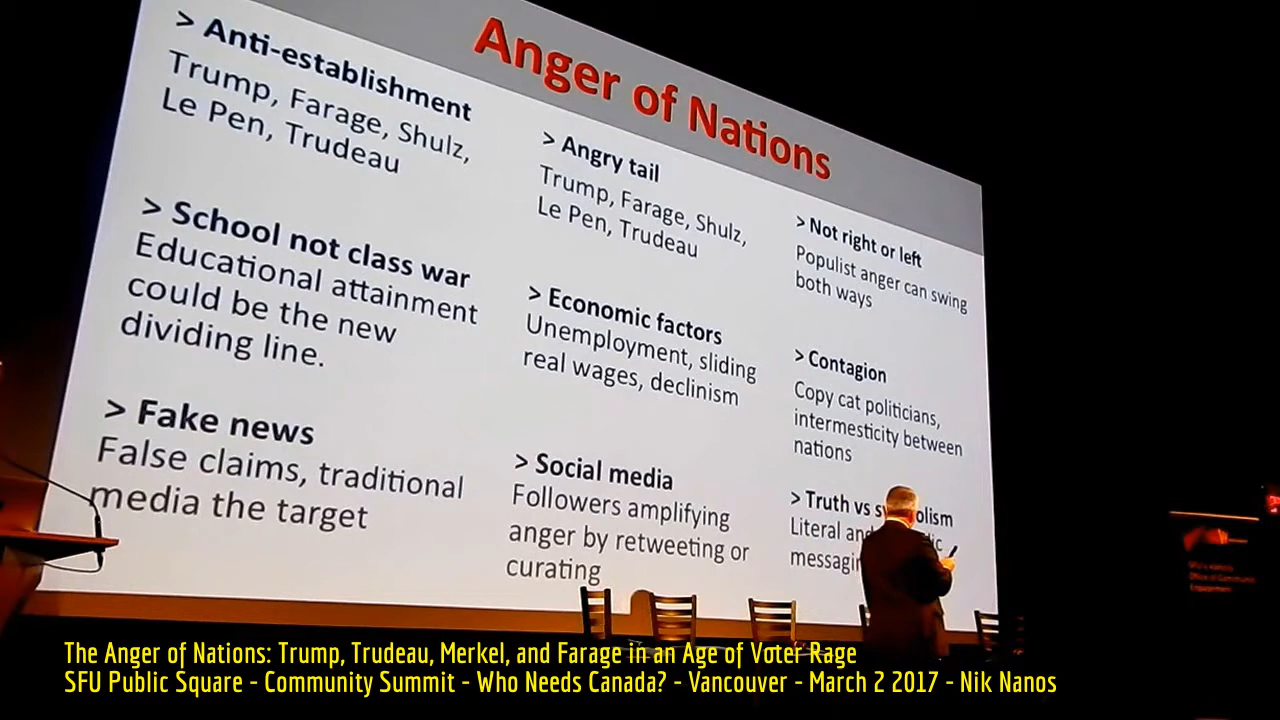 Anger of Nations
> Anti-establishment
Trump, Farage, Shulz,
Le Pen, Trudeau
> School not class war
Educational attainment
could be the new
dividing line.
> Fake news
False claims, traditional
media the target
> Angry tail
Trump, Farage, Shulz,
Le Pen, Trudeau
> Economic factors
Unemployment, sliding
real wages, declinism
> Social media
Followers amplifying
anger by retweeting or
curating
> Not right or left
Populist anger can swing
both ways
> Contagion
Copy cat politicians,
intermesticity between
nations
> Truth vs
Literal
The Anger of Nations: Trump, Trudeau, Merkel, and Farage in an Age of Voter Rage
SFU Public Square - Community Summit - Who Needs Canada? - Vancouver - March 2 2017 - Nik Nanos